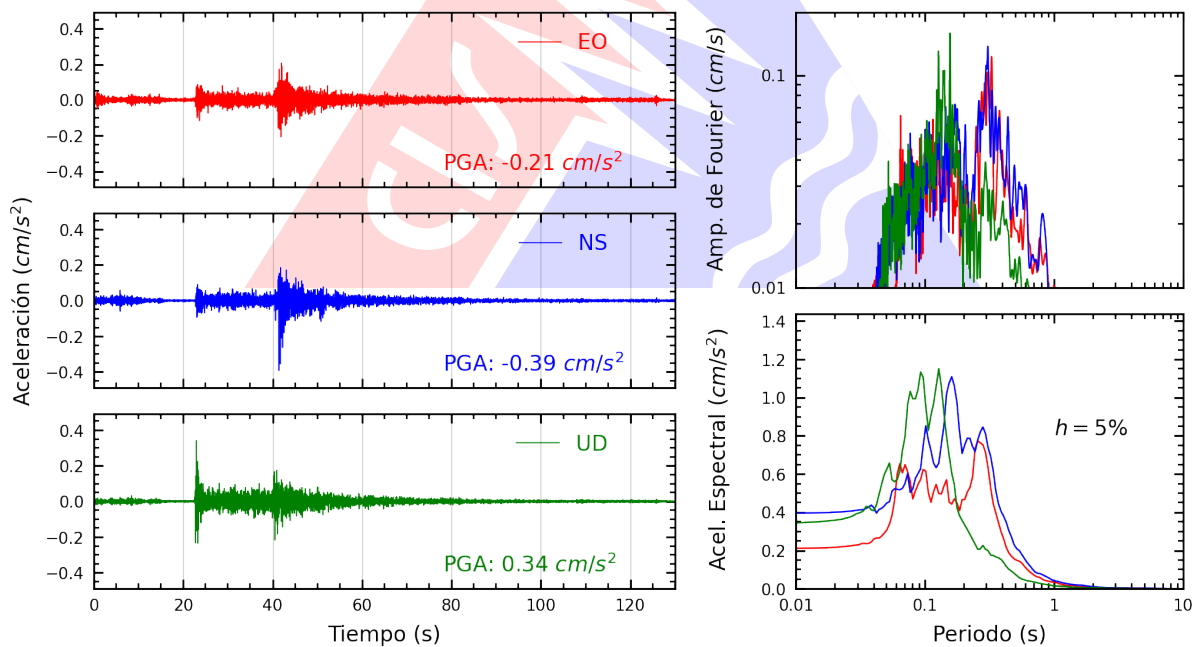 Aceleración (cm/s²)
0.4
0.2
0.0
−0.2
−0.4
EO
PGA: -0.21 cm/s²
0.4
0.2
0.0
−0.2
−0.4
NS
PGA: -0.39 cm/s²
0.4
0.2
0.0
−0.2
−0.4
UD
PGA: 0.34 cm/s²
0 20 40 60 80 100 120
Tiempo (s)
Amp. de Fourier (cm/s)
0.1
0.01
Acel. Espectral (cm/s²)
1.4
1.2
1.0
0.8
0.6
0.4
0.2
0.0
h = 5%
0.01 0.1 1 10
Periodo (s)